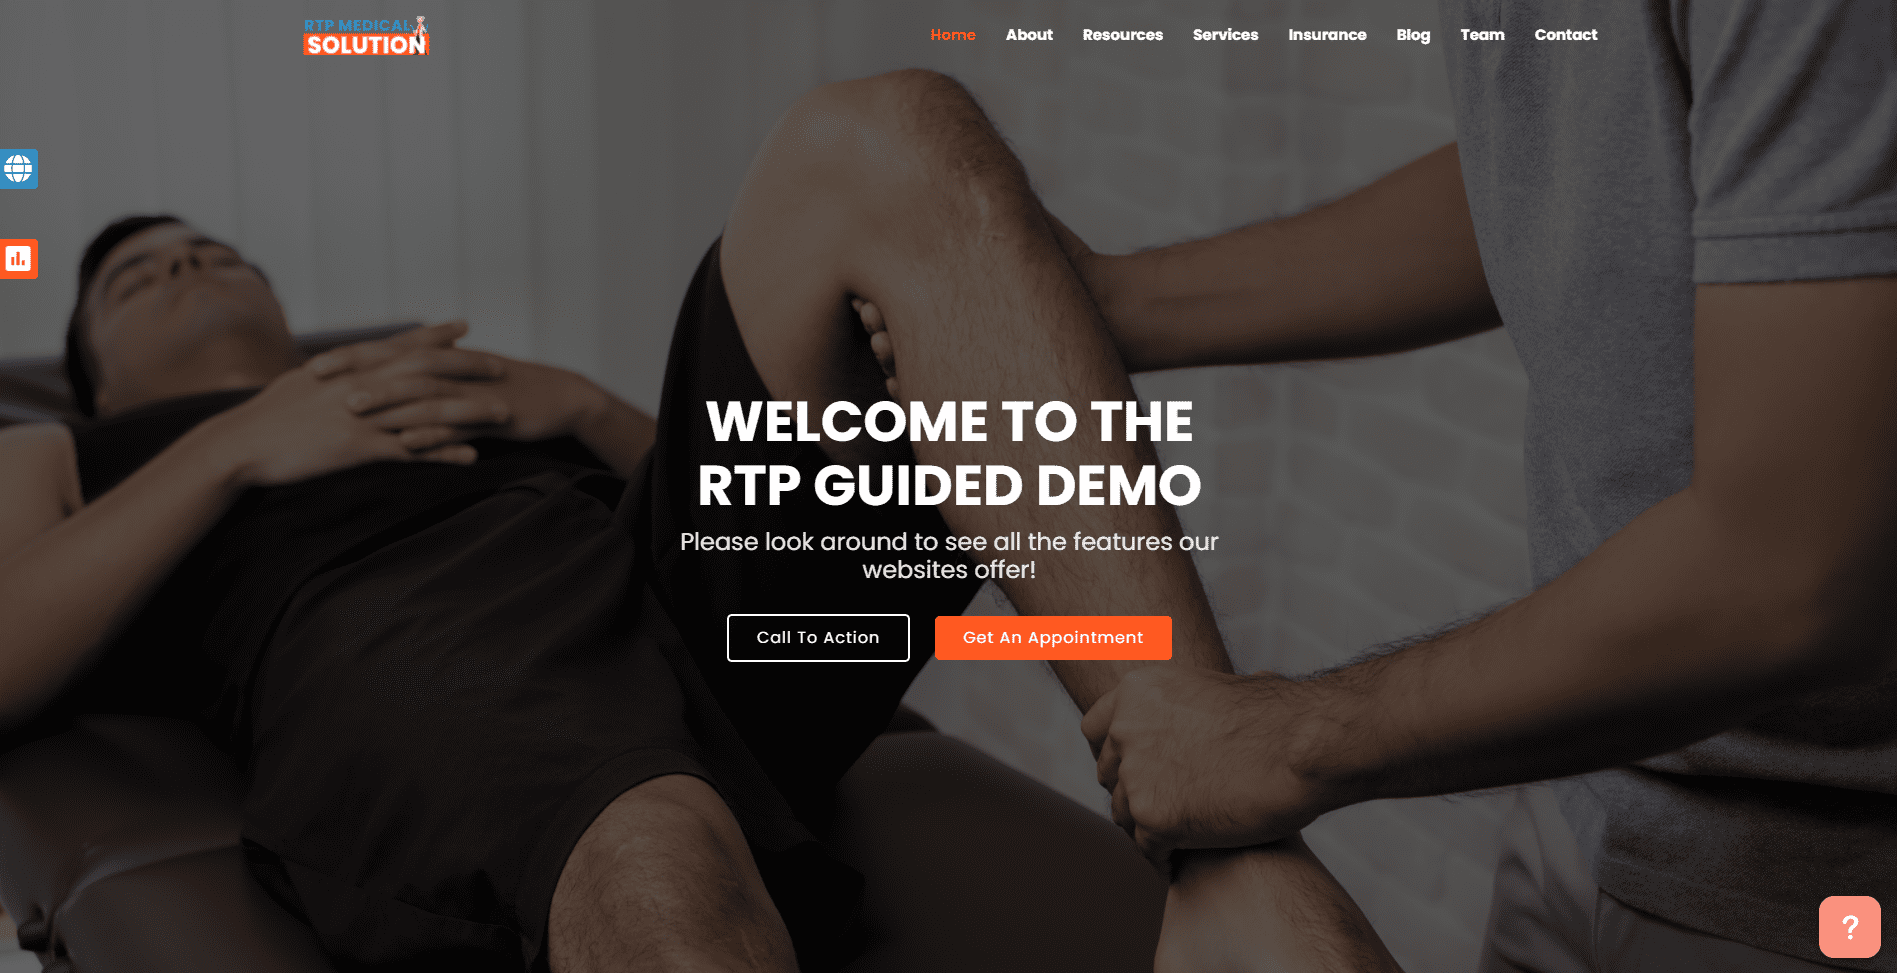 RTP MEDICAL
SOLUTION
Home About Resources Services Insurance Blog Team Contact
WELCOME TO THE
RTP GUIDED DEMO
Please look around to see all the features our
websites offer!
Call To Action Get An Appointment
?